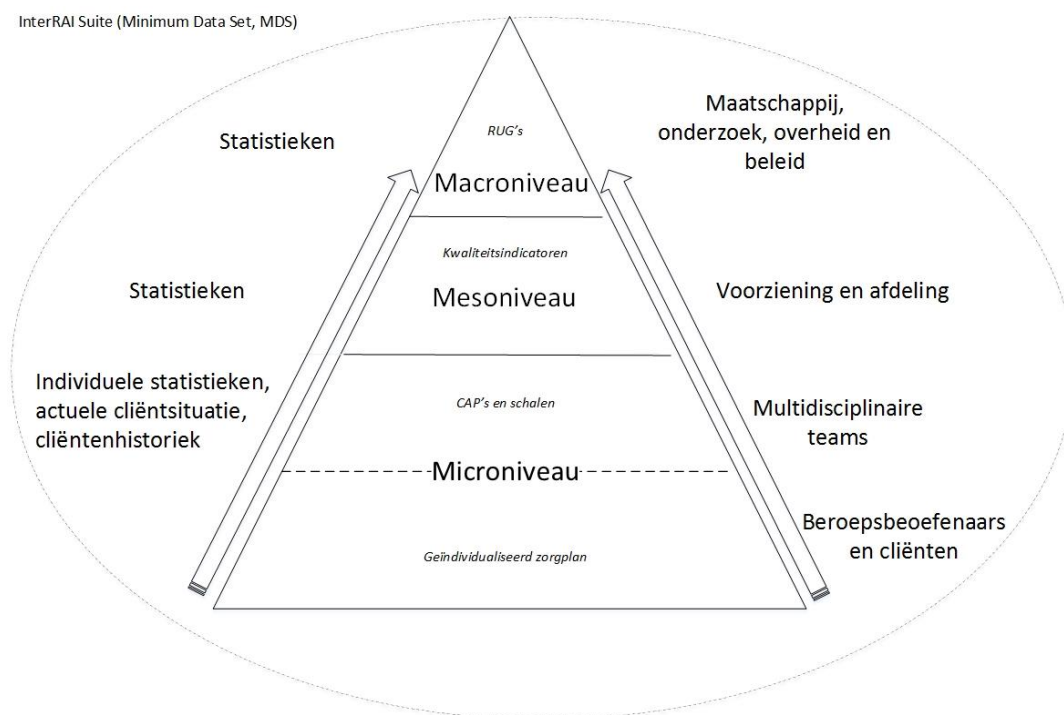 InterRAI Suite (Minimum Data Set, MDS)
Statistieken
RUG's
Maatschappij,
onderzoek, overheid en
beleid
Macroniveau
Kwaliteitsindicatoren
Statistieken
Mesoniveau
Voorziening en afdeling
Individuele statistieken,
actuele cliëntsituatie,
cliëntenhistoriek
CAP's en schalen
Multidisciplinaire
teams
Microniveau
Beroepsbeoefenaars
en cliënten
Geïndividualiseerd zorgplan